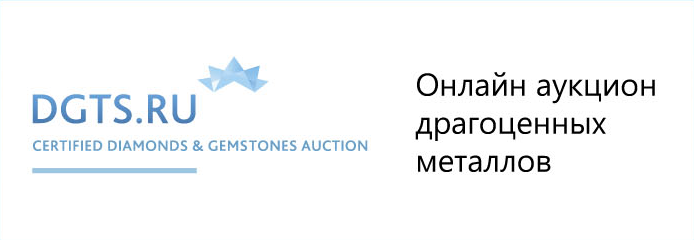 DGTS.RU
CERTIFIED DIAMONDS & GEMSTONES AUCTION
Онлайн аукцион
драгоценных
металлов